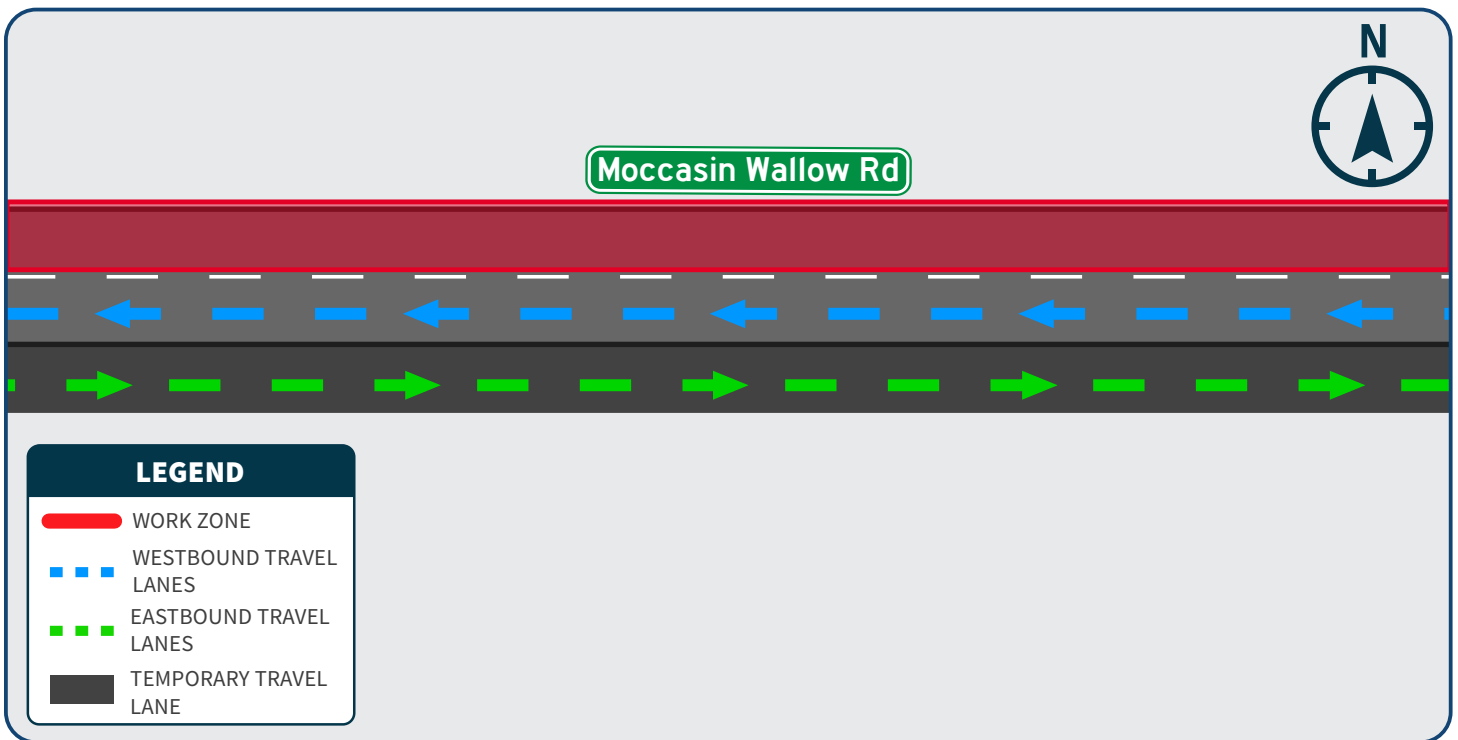 N
Moccasin Wallow Rd
LEGEND
WORK ZONE
WESTBOUND TRAVEL
LANES
EASTBOUND TRAVEL
LANES
TEMPORARY TRAVEL
LANE